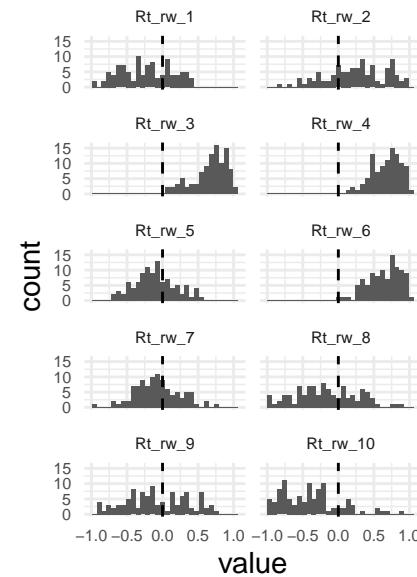 Rt_rw_1 Rt_rw_2
15
10
5
0
Rt_rw_3 Rt_rw_4
15
10
5
0
Rt_rw_5 Rt_rw_6
15
10
5
0
Rt_rw_7 Rt_rw_8
15
10
5
0
Rt_rw_9 Rt_rw_10
15
10
5
0
−1.0 −0.5 0.0 0.5 1.0 −1.0 −0.5 0.0 0.5 1.0
count
value